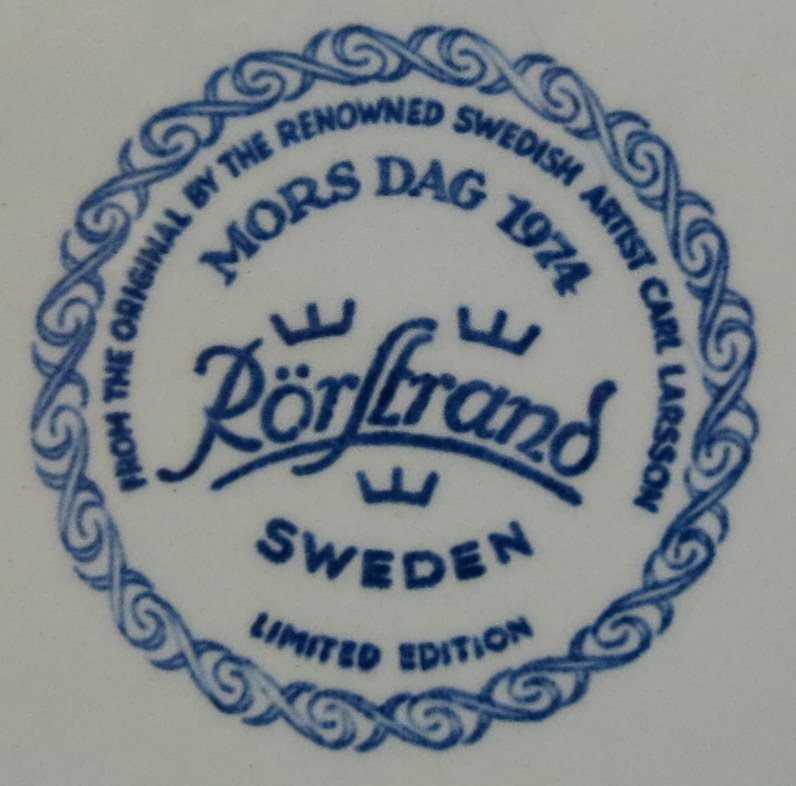 FROM THE ORIGINAL BY THE RENOWNED SWEDISH ARTIST CARL LARSSON
MORS DAG 1974
Rörstrand
SWEDEN
LIMITED EDITION